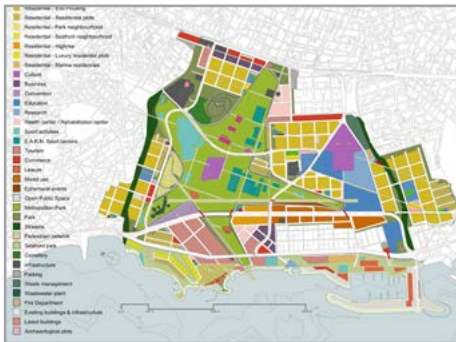 Residential - Eco Housing
Residential - Residential plots
Residential - Park neighbourhood
Residential - Seafront neighbourhood
Residential - Highrise
Residential - Luxury residential plots
Residential - Marina residences
Culture
Business
Convention
Education
Research
Health center / Rehabilitation center
Sport activities
E.A.K.N. Sport centers
Tourism
Commerce
Leisure
Mixed use
Ephemeral events
Open Public Space
Metropolitan Park
Park
Streams
Pedestrian network
Seafront park
Cemetery
Infrastructure
Parking
Waste management
Wastewater plant
Fire Department
Existing buildings & infrastructure
Listed buildings
Archaeological plots